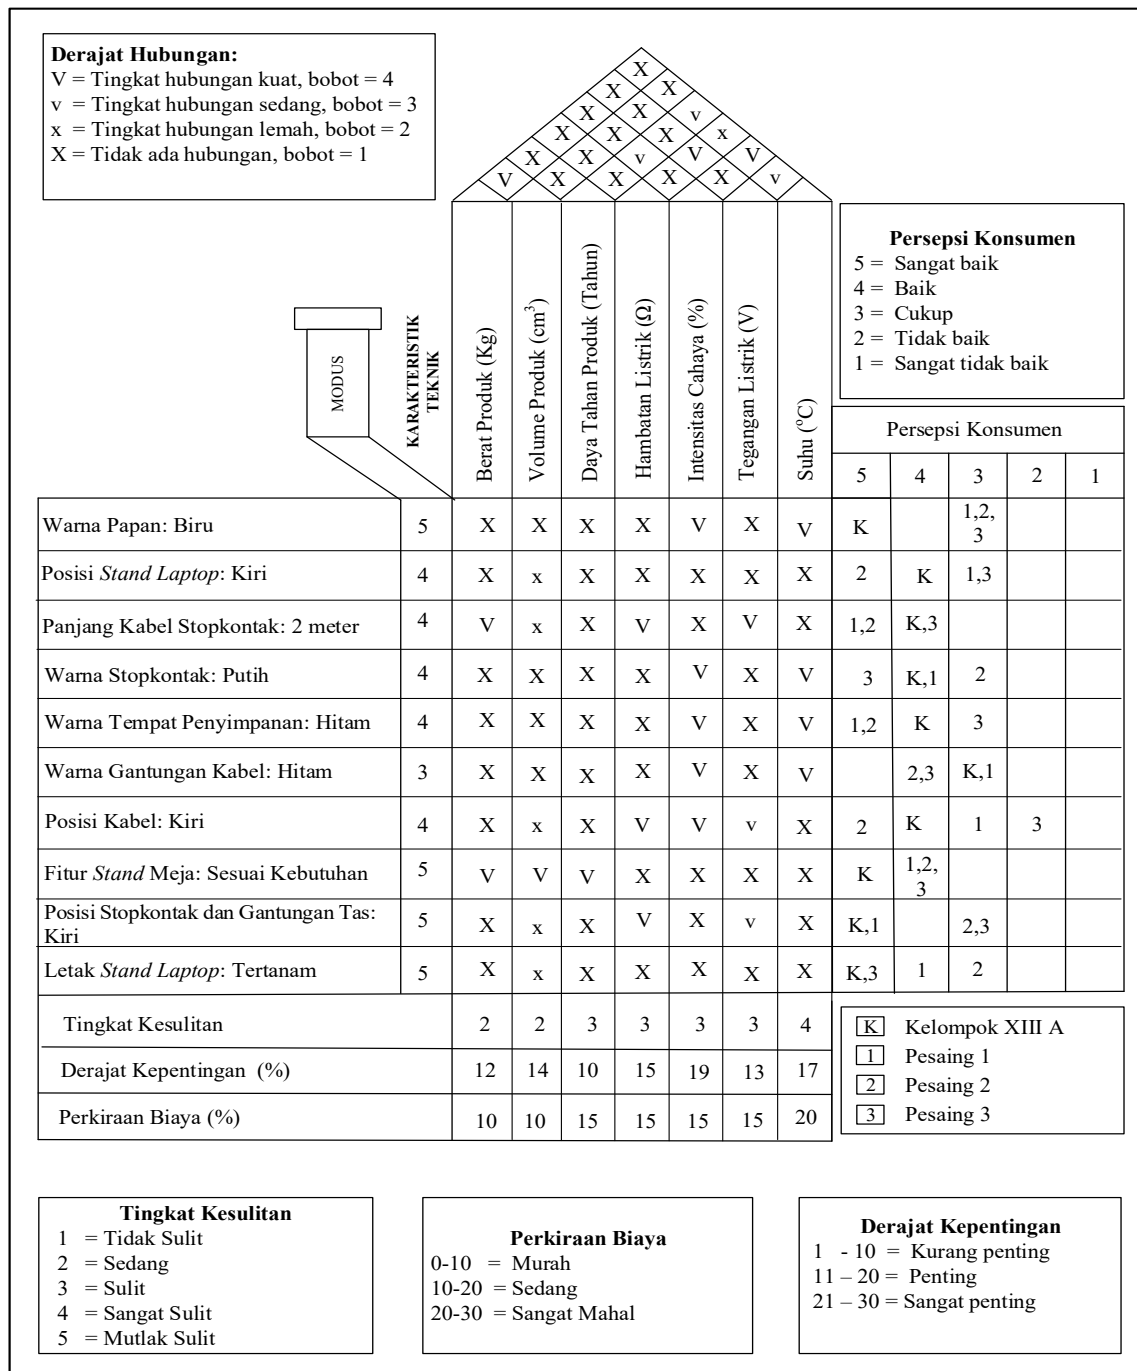 Derajat Hubungan:
V = Tingkat hubungan kuat, bobot = 4
v = Tingkat hubungan sedang, bobot = 3
x = Tingkat hubungan lemah, bobot = 2
X = Tidak ada hubungan, bobot = 1
X
X X
X X v
X X X x
X X v V V
V X X X X v
Persepsi Konsumen
5 = Sangat baik
4 = Baik
3 = Cukup
2 = Tidak baik
1 = Sangat tidak baik
MODUS
KARAKTERISTIK
TEKNIK
Berat Produk (Kg)
Volume Produk (cm³)
Daya Tahan Produk (Tahun)
Hambatan Listrik (Ω)
Intensitas Cahaya (%)
Tegangan Listrik (V)
Suhu (°C)
Persepsi Konsumen
5 4 3 2 1
Warna Papan: Biru 5 X X X X V X V K 1,2,
3
Posisi Stand Laptop: Kiri 4 X x X X X X X 2 K 1,3
Panjang Kabel Stopkontak: 2 meter 4 V x X V X V X 1,2 K,3
Warna Stopkontak: Putih 4 X X X X V X V 3 K,1 2
Warna Tempat Penyimpanan: Hitam 4 X X X X V X V 1,2 K 3
Warna Gantungan Kabel: Hitam 3 X X X X V X V 2,3 K,1
Posisi Kabel: Kiri 4 X x X V V v X 2 K 1 3
Fitur Stand Meja: Sesuai Kebutuhan 5 V V V X X X X K 1,2,
3
Posisi Stopkontak dan Gantungan Tas:
Kiri 5 X x X V X v X K,1 2,3
Letak Stand Laptop: Tertanam 5 X x X X X X X K,3 1 2
Tingkat Kesulitan 2 2 3 3 3 3 4
Derajat Kepentingan (%) 12 14 10 15 19 13 17
Perkiraan Biaya (%) 10 10 15 15 15 15 20
K Kelompok XIII A
1 Pesaing 1
2 Pesaing 2
3 Pesaing 3
Tingkat Kesulitan
1 = Tidak Sulit
2 = Sedang
3 = Sulit
4 = Sangat Sulit
5 = Mutlak Sulit
Perkiraan Biaya
0-10 = Murah
10-20 = Sedang
20-30 = Sangat Mahal
Derajat Kepentingan
1 - 10 = Kurang penting
11 – 20 = Penting
21 – 30 = Sangat penting